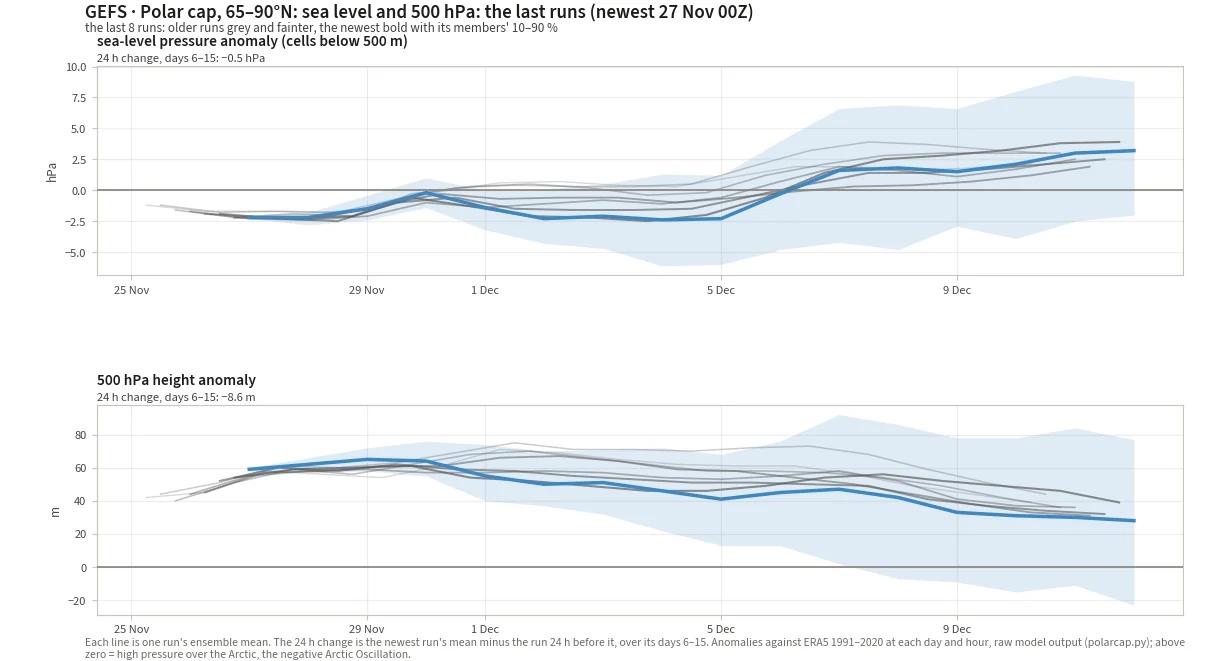 GEFS · Polar cap, 65–90°N: sea level and 500 hPa: the last runs (newest 27 Nov 00Z)
the last 8 runs: older runs grey and fainter, the newest bold with its members' 10–90 %
sea-level pressure anomaly (cells below 500 m)
24 h change, days 6–15: −0.5 hPa
10.0
7.5
5.0
2.5
0.0
−2.5
−5.0
hPa
25 Nov
29 Nov
1 Dec
5 Dec
9 Dec
500 hPa height anomaly
24 h change, days 6–15: −8.6 m
80
60
40
20
0
−20
m
25 Nov
29 Nov
1 Dec
5 Dec
9 Dec
Each line is one run's ensemble mean. The 24 h change is the newest run's mean minus the run 24 h before it, over its days 6–15. Anomalies against ERA5 1991–2020 at each day and hour, raw model output (polarcap.py); above
zero = high pressure over the Arctic, the negative Arctic Oscillation.